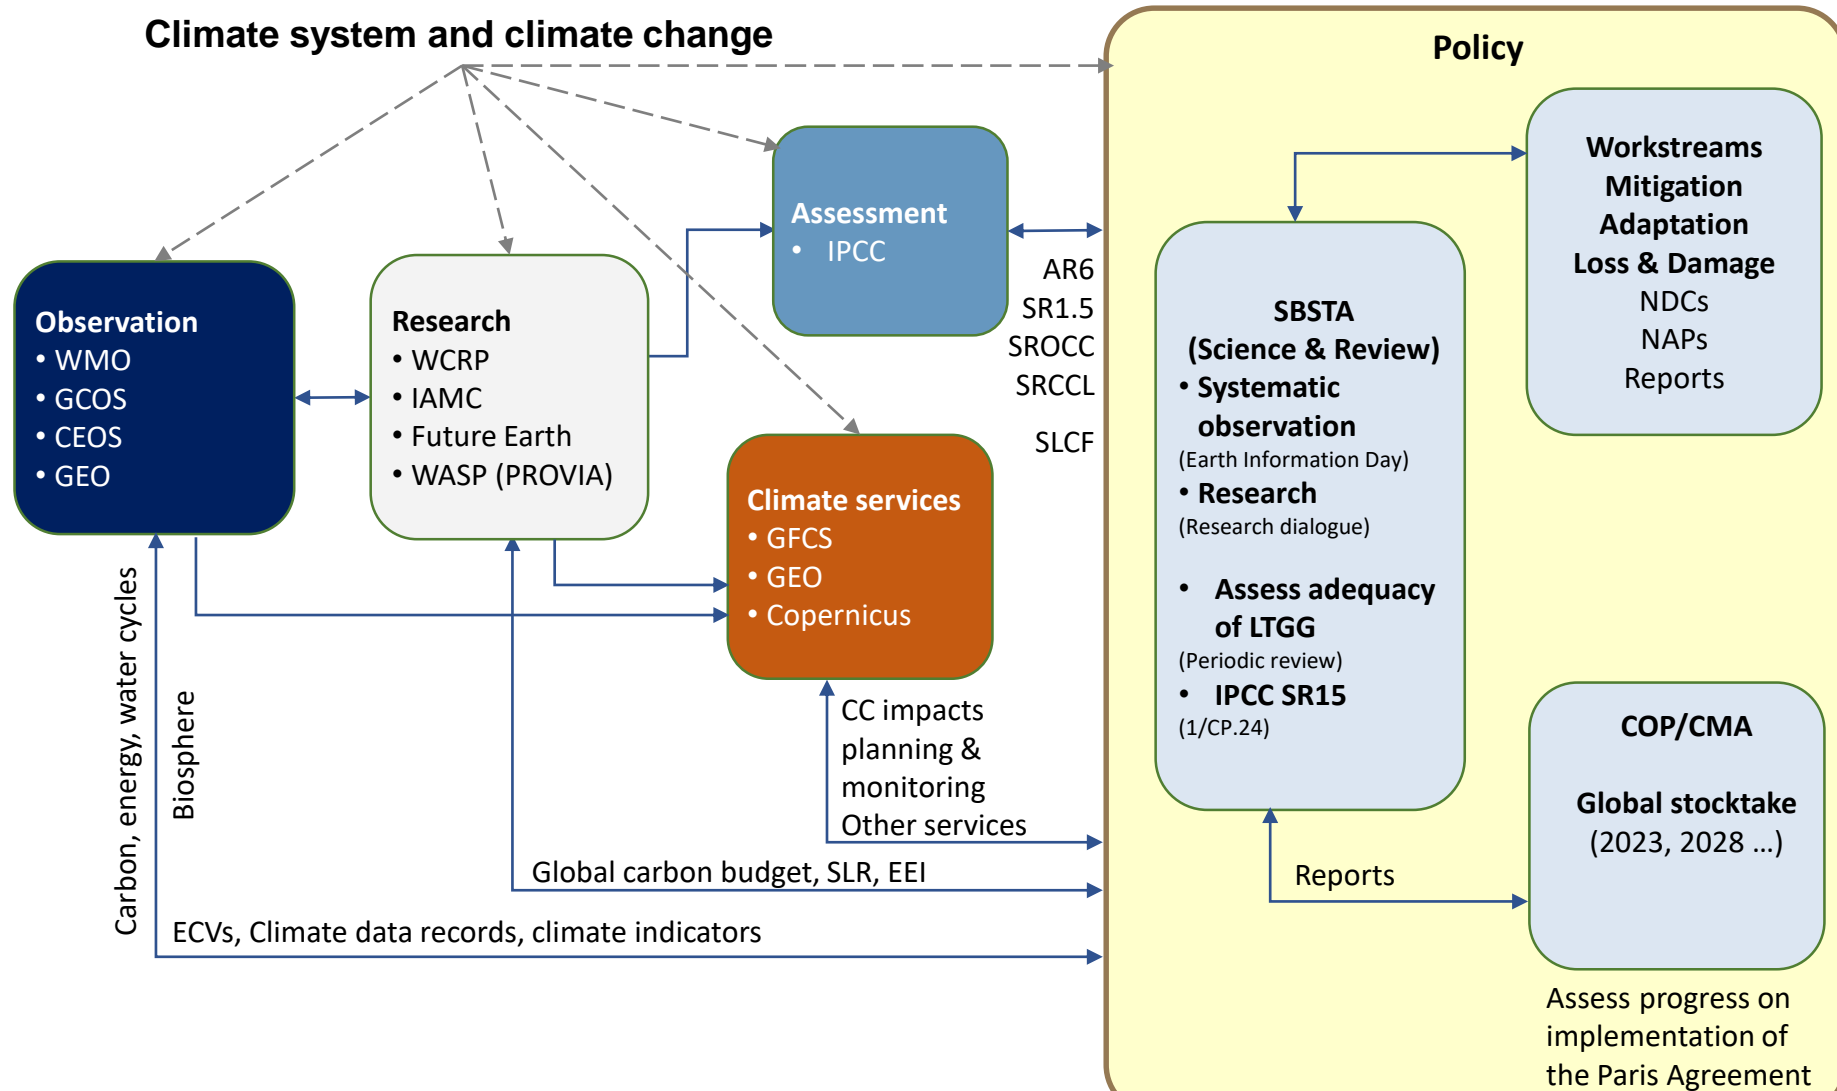 Climate system and climate change
Observation
• WMO
• GCOS
• CEOS
• GEO
Research
• WCRP
• IAMC
• Future Earth
• WASP (PROVIA)
Assessment
• IPCC
AR6
SR1.5
SROCC
SRCCL
SLCF
Climate services
• GFCS
• GEO
• Copernicus
Carbon, energy, water cycles
Biosphere
CC impacts
planning &
monitoring
Other services
Global carbon budget, SLR, EEI
ECVs, Climate data records, climate indicators
Policy
SBSTA
(Science & Review)
• Systematic
observation
(Earth Information Day)
• Research
(Research dialogue)
• Assess adequacy
of LTGG
(Periodic review)
• IPCC SR15
(1/CP.24)
Workstreams
Mitigation
Adaptation
Loss & Damage
NDCs
NAPs
Reports
Reports
COP/CMA
Global stocktake
(2023, 2028 ...)
Assess progress on
implementation of
the Paris Agreement